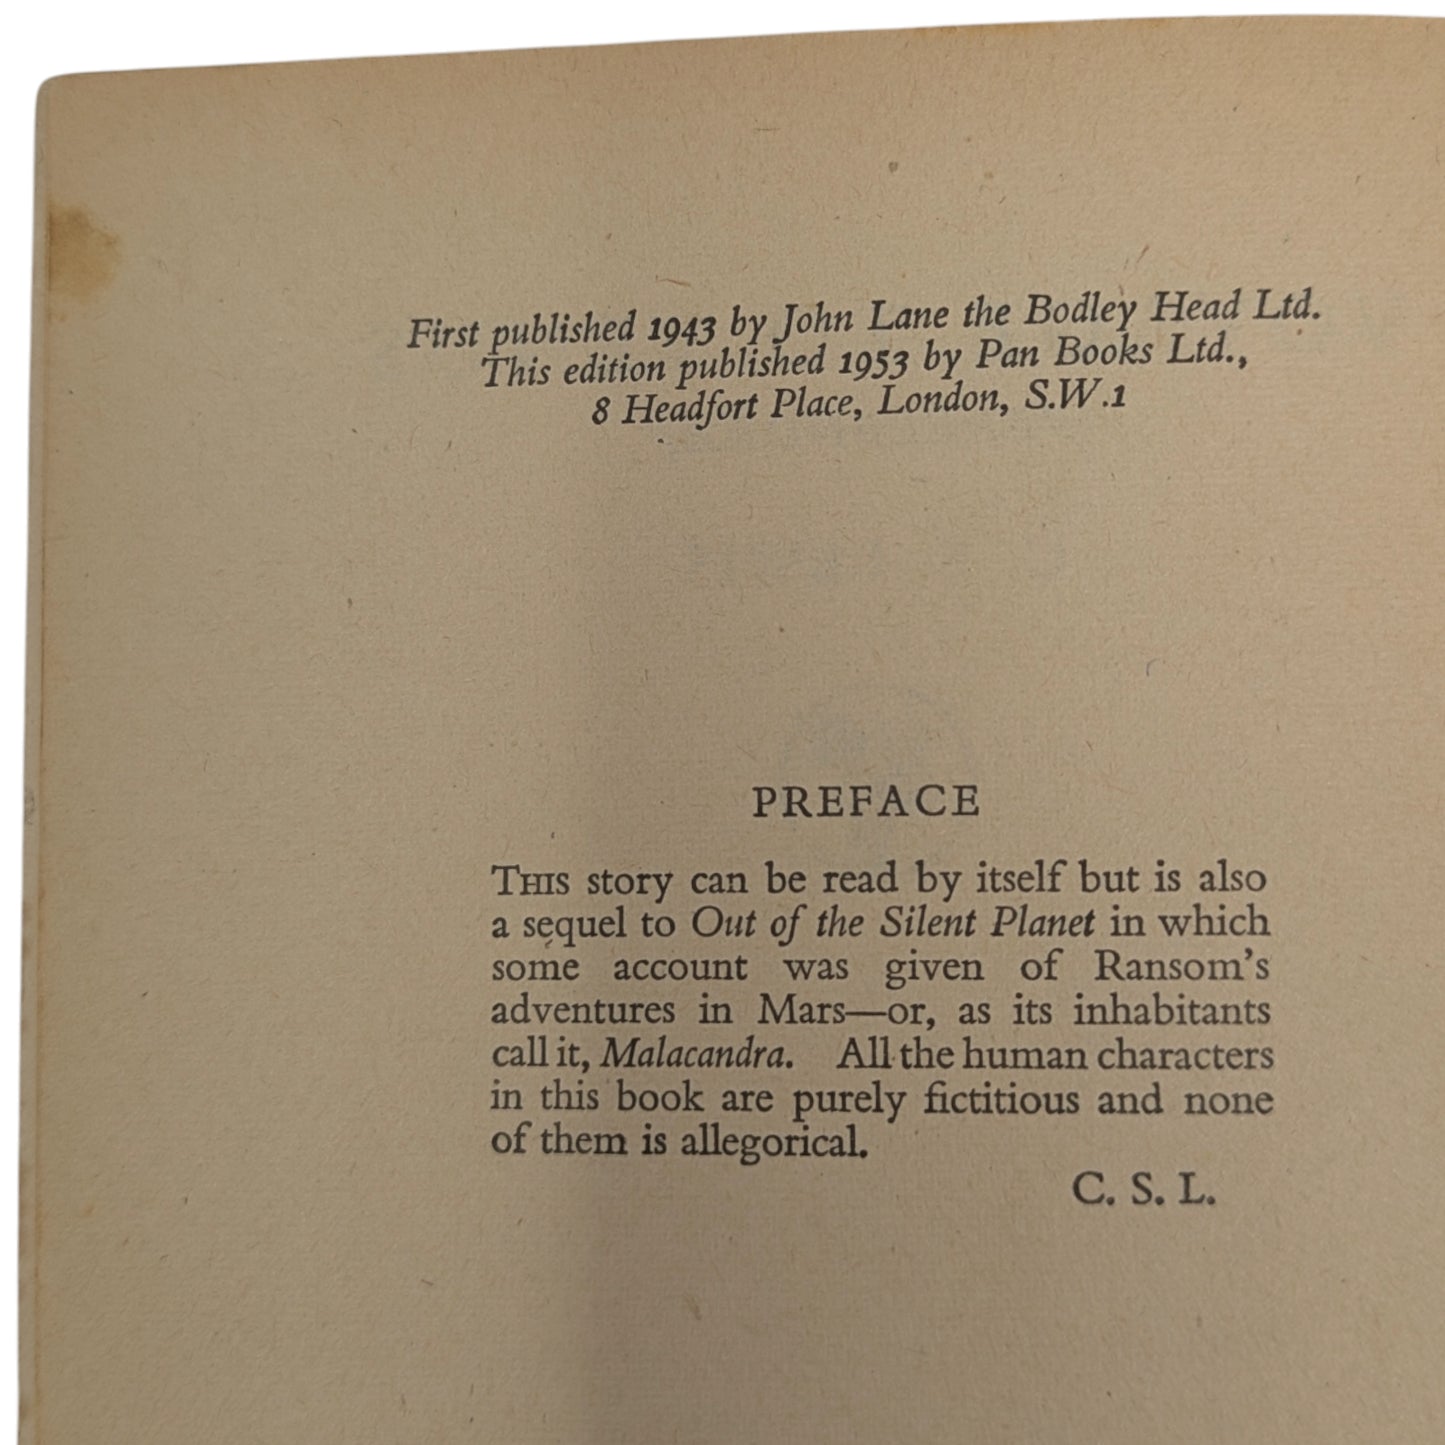 First published 1943 by John Lane the Bodley Head Ltd.
This edition published 1953 by Pan Books Ltd.,
8 Headfort Place, London, S.W.1
PREFACE
THIS story can be read by itself but is also
a sequel to Out of the Silent Planet in which
some account was given of Ransom's
adventures in Mars—or, as its inhabitants
call it, Malacandra. All the human characters
in this book are purely fictitious and none
of them is allegorical.
C. S. L.